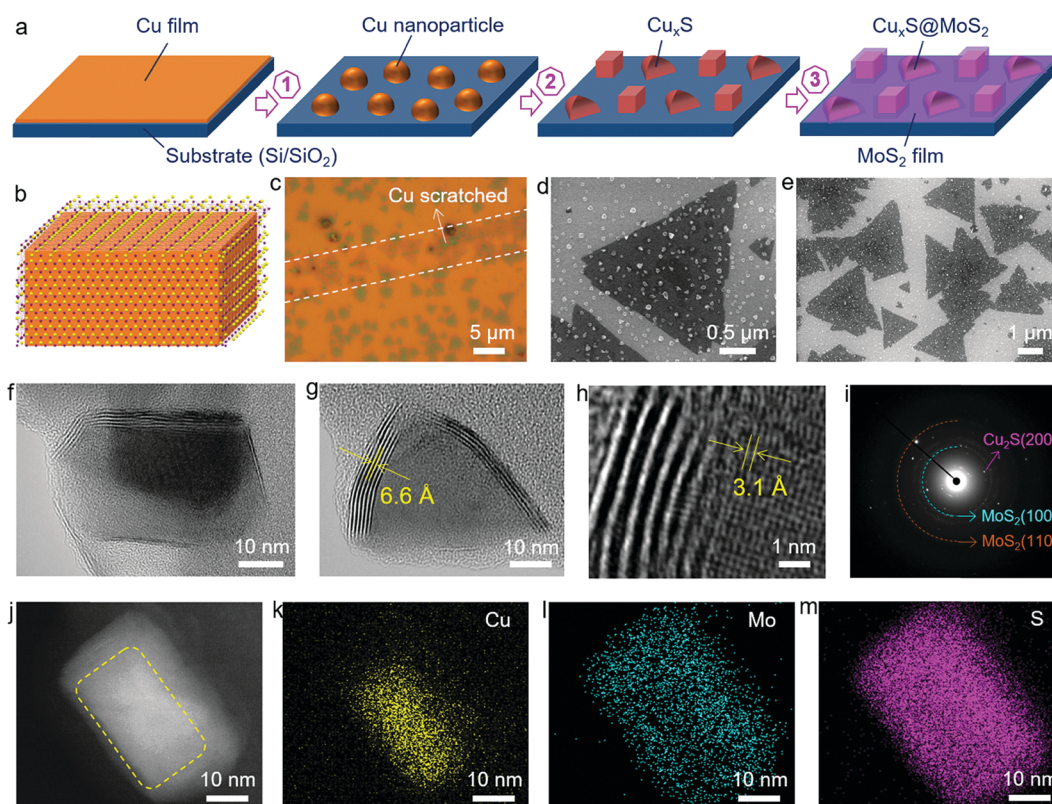 a
Cu film
Cu nanoparticle
CuₓS
CuₓS@MoS₂
1
2
3
Substrate (Si/SiO₂)
MoS₂ film
b
c
Cu scratched
5 μm
d
0.5 μm
e
1 μm
f
10 nm
g
6.6 Å
10 nm
h
3.1 Å
1 nm
i
Cu₂S(200
MoS₂(100
MoS₂(110
j
10 nm
k
Cu
10 nm
l
Mo
10 nm
m
S
10 nm